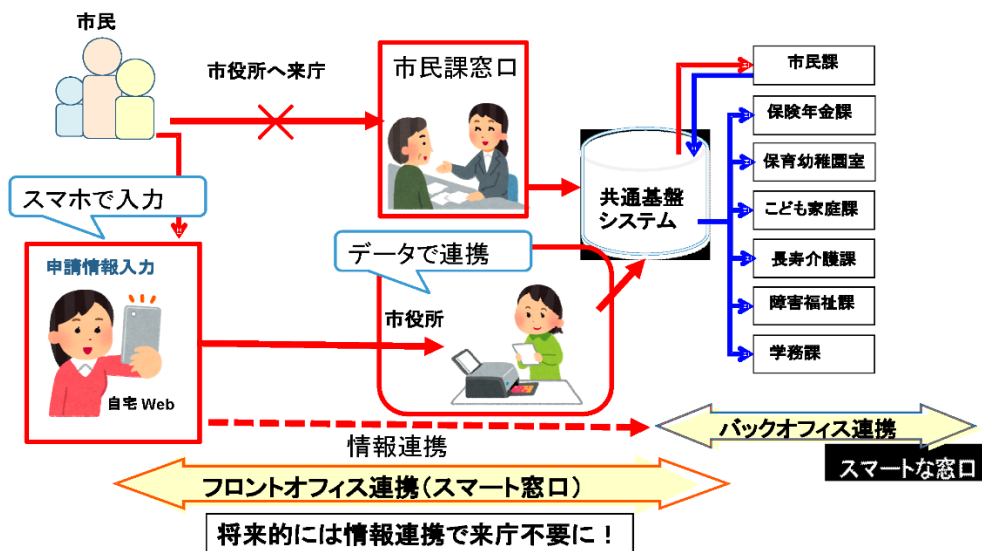 市民
市役所へ来庁
市民課窓口
スマホで入力
申請情報入力
自宅 Web
データで連携
市役所
共通基盤
システム
市民課
保険年金課
保育幼稚園室
こども家庭課
長寿介護課
障害福祉課
学務課
情報連携
バックオフィス連携
スマートな窓口
フロントオフィス連携(スマート窓口)
将来的には情報連携で来庁不要に!